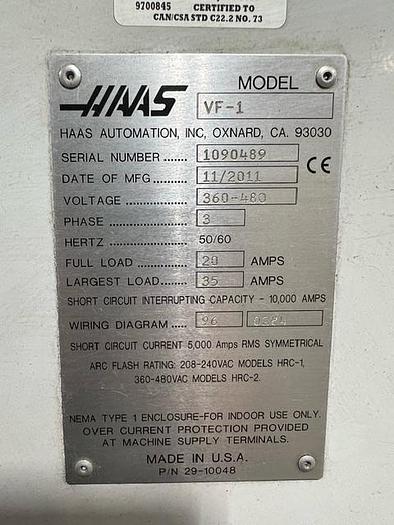 9700845 CERTIFIED TO
CAN/CSA STD C22.2 NO. 73
HAAS
MODEL
VF-1
HAAS AUTOMATION, INC, OXNARD, CA. 93030
SERIAL NUMBER ....... 1090489
CE
DATE OF MFG ............ 11/2011
VOLTAGE .................. 360-480
PHASE ...................... 3
HERTZ ...................... 50/60
FULL LOAD ............... 20 AMPS
LARGEST LOAD ........ 35 AMPS
SHORT CIRCUIT INTERRUPTING CAPACITY - 10,000 AMPS
WIRING DIAGRAM ..... 96
SHORT CIRCUIT CURRENT 5,000 Amps RMS SYMMETRICAL
ARC FLASH RATING: 208-240VAC MODELS HRC-1,
360-480VAC MODELS HRC-2.
NEMA TYPE 1 ENCLOSURE-FOR INDOOR USE ONLY.
OVER CURRENT PROTECTION PROVIDED
AT MACHINE SUPPLY TERMINALS.
MADE IN U.S.A.
P/N 29-10048